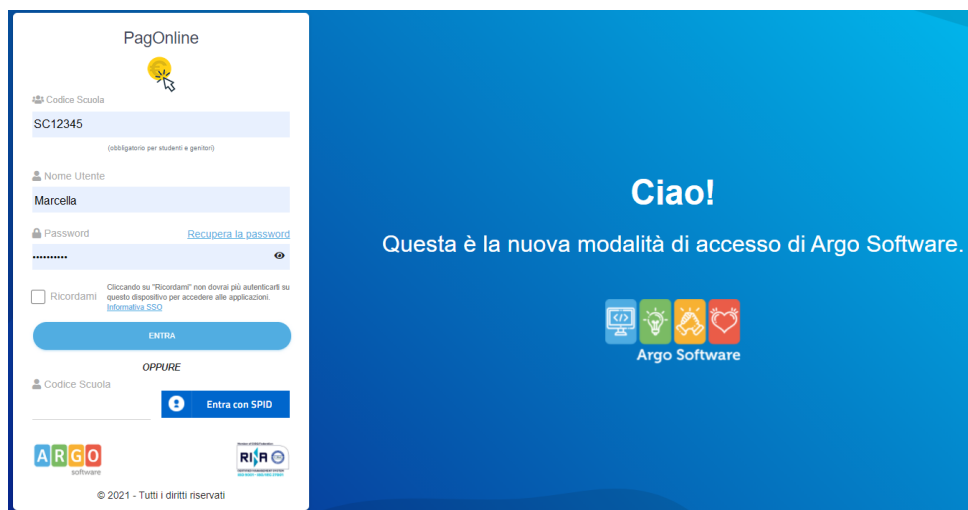 PagOnline
Codice Scuola
SC12345
(obbligatorio per studenti e genitori)
Nome Utente
Marcella
Password Recupera la password
••••••••••
Ricordami
Cliccando su "Ricordami" non dovrai più autenticarti su
questo dispositivo per accedere alle applicazioni.
Informativa SSO
ENTRA
OPPURE
Codice Scuola
Entra con SPID
ARGO
software
© 2021 - Tutti i diritti riservati
Ciao!
Questa è la nuova modalità di accesso di Argo Software.
Argo Software